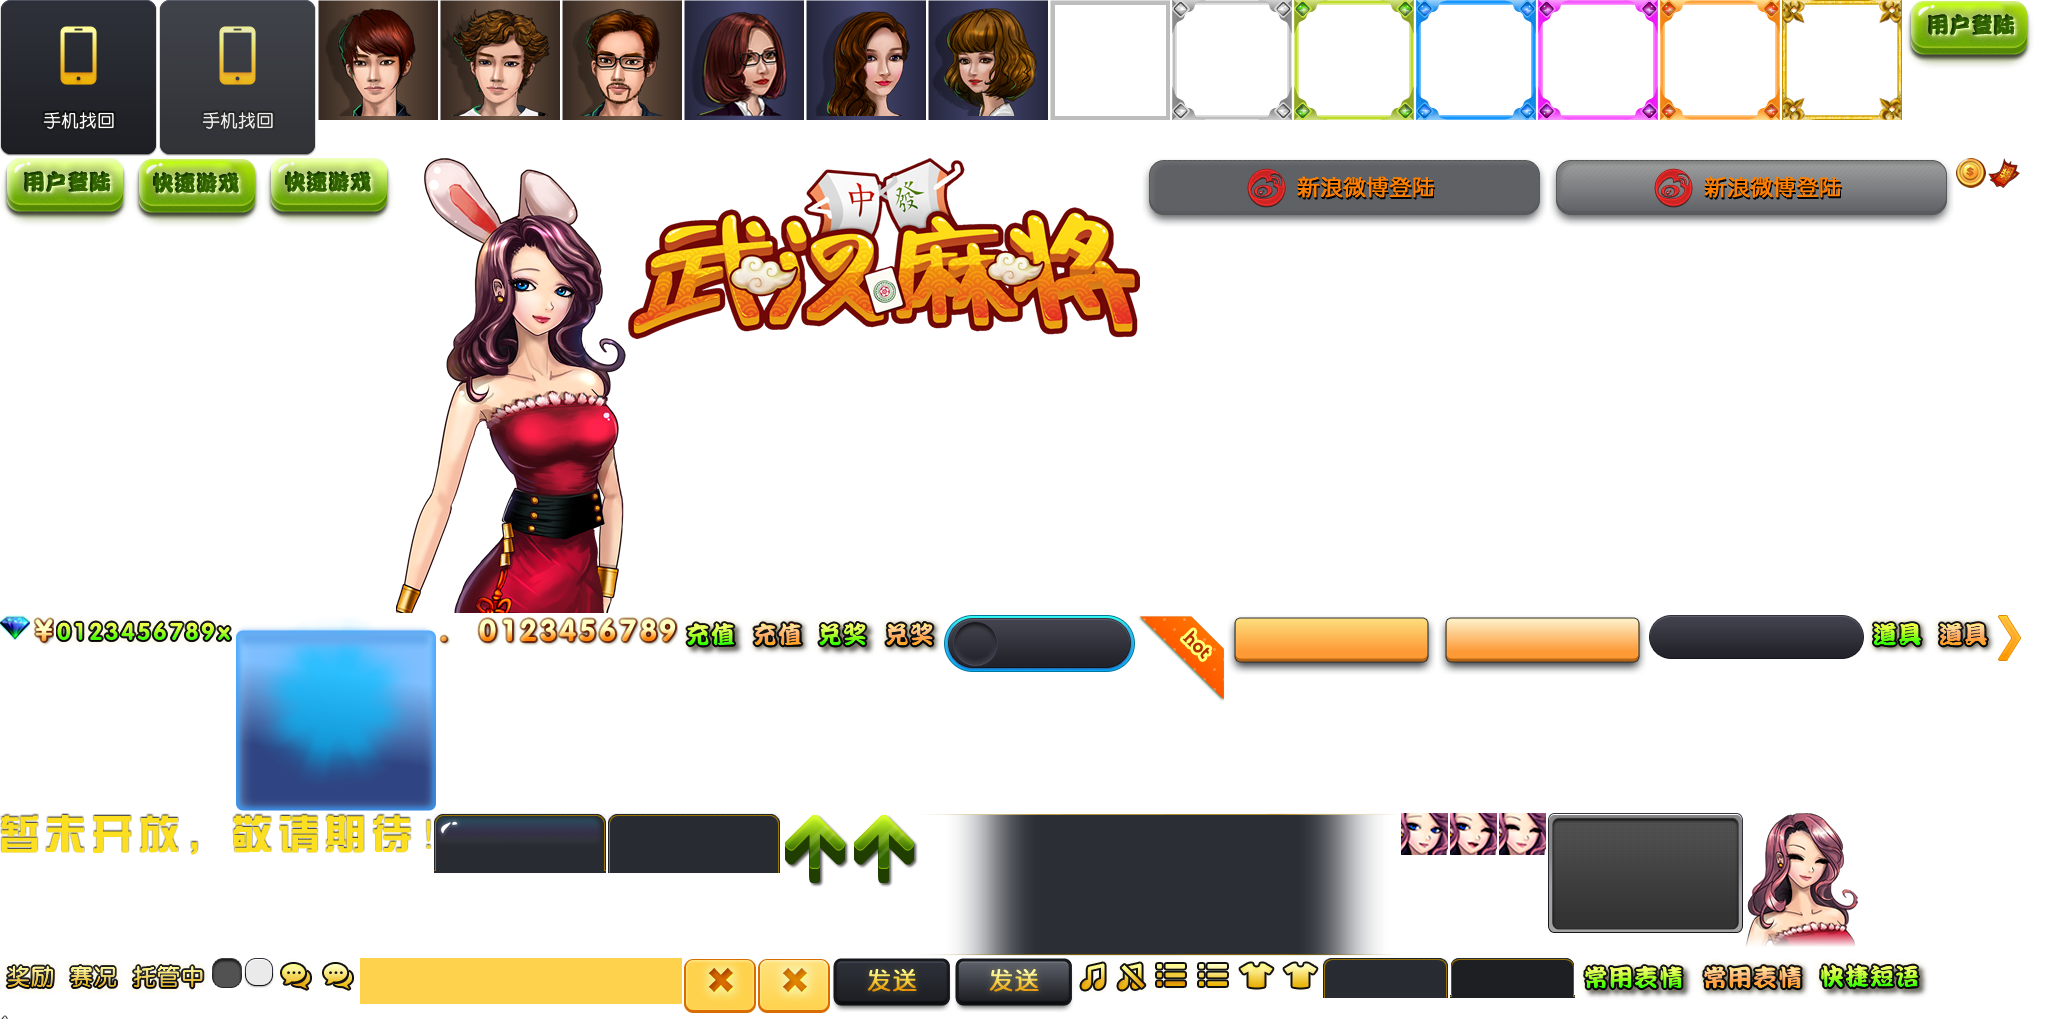 手机找回
手机找回
用户登陆
用户登陆
快速游戏
快速游戏
中
發
武汉麻将
新浪微博登陆
新浪微博登陆
$
¥0123456789x
. 0123456789
充值
充值
兑奖
兑奖
hot
道具
道具
暂未开放，敬请期待!
奖励
赛况
托管中
发送
发送
常用表情
常用表情
快捷短语